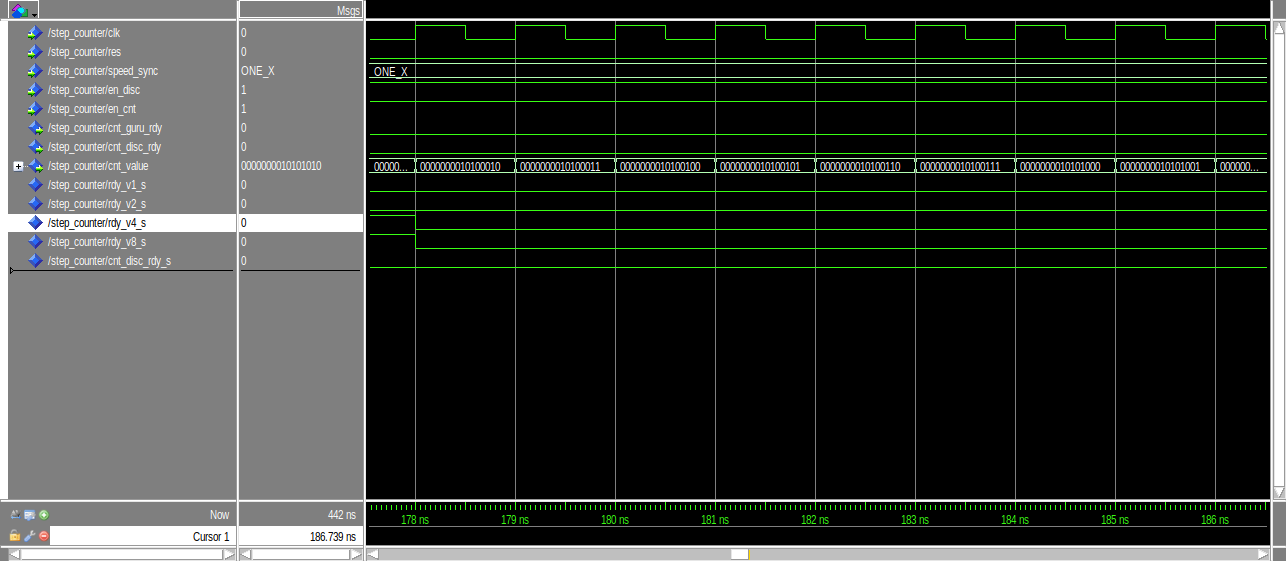 Msgs
/step_counter/clk 0
/step_counter/res 0
/step_counter/speed_sync ONE_X ONE_X
/step_counter/en_disc 1
/step_counter/en_cnt 1
/step_counter/cnt_guru_rdy 0
/step_counter/cnt_disc_rdy 0
/step_counter/cnt_value 0000000010101010 00000... 0000000010100010 0000000010100011 0000000010100100 0000000010100101 0000000010100110 0000000010100111 0000000010101000 0000000010101001 000000...
/step_counter/rdy_v1_s 0
/step_counter/rdy_v2_s 0
/step_counter/rdy_v4_s 0
/step_counter/rdy_v8_s 0
/step_counter/cnt_disc_rdy_s 0
Now 442 ns 178 ns 179 ns 180 ns 181 ns 182 ns 183 ns 184 ns 185 ns 186 ns
Cursor 1 186.739 ns